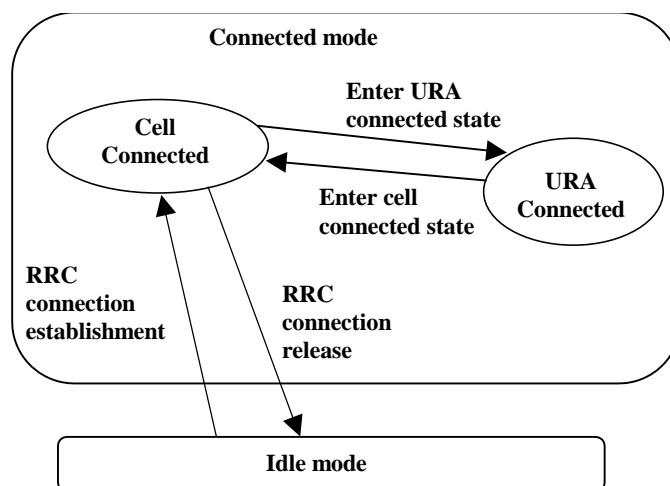 Connected mode
Enter URA
connected state
Cell
Connected
URA
Connected
Enter cell
connected state
RRC
connection
establishment
RRC
connection
release
Idle mode